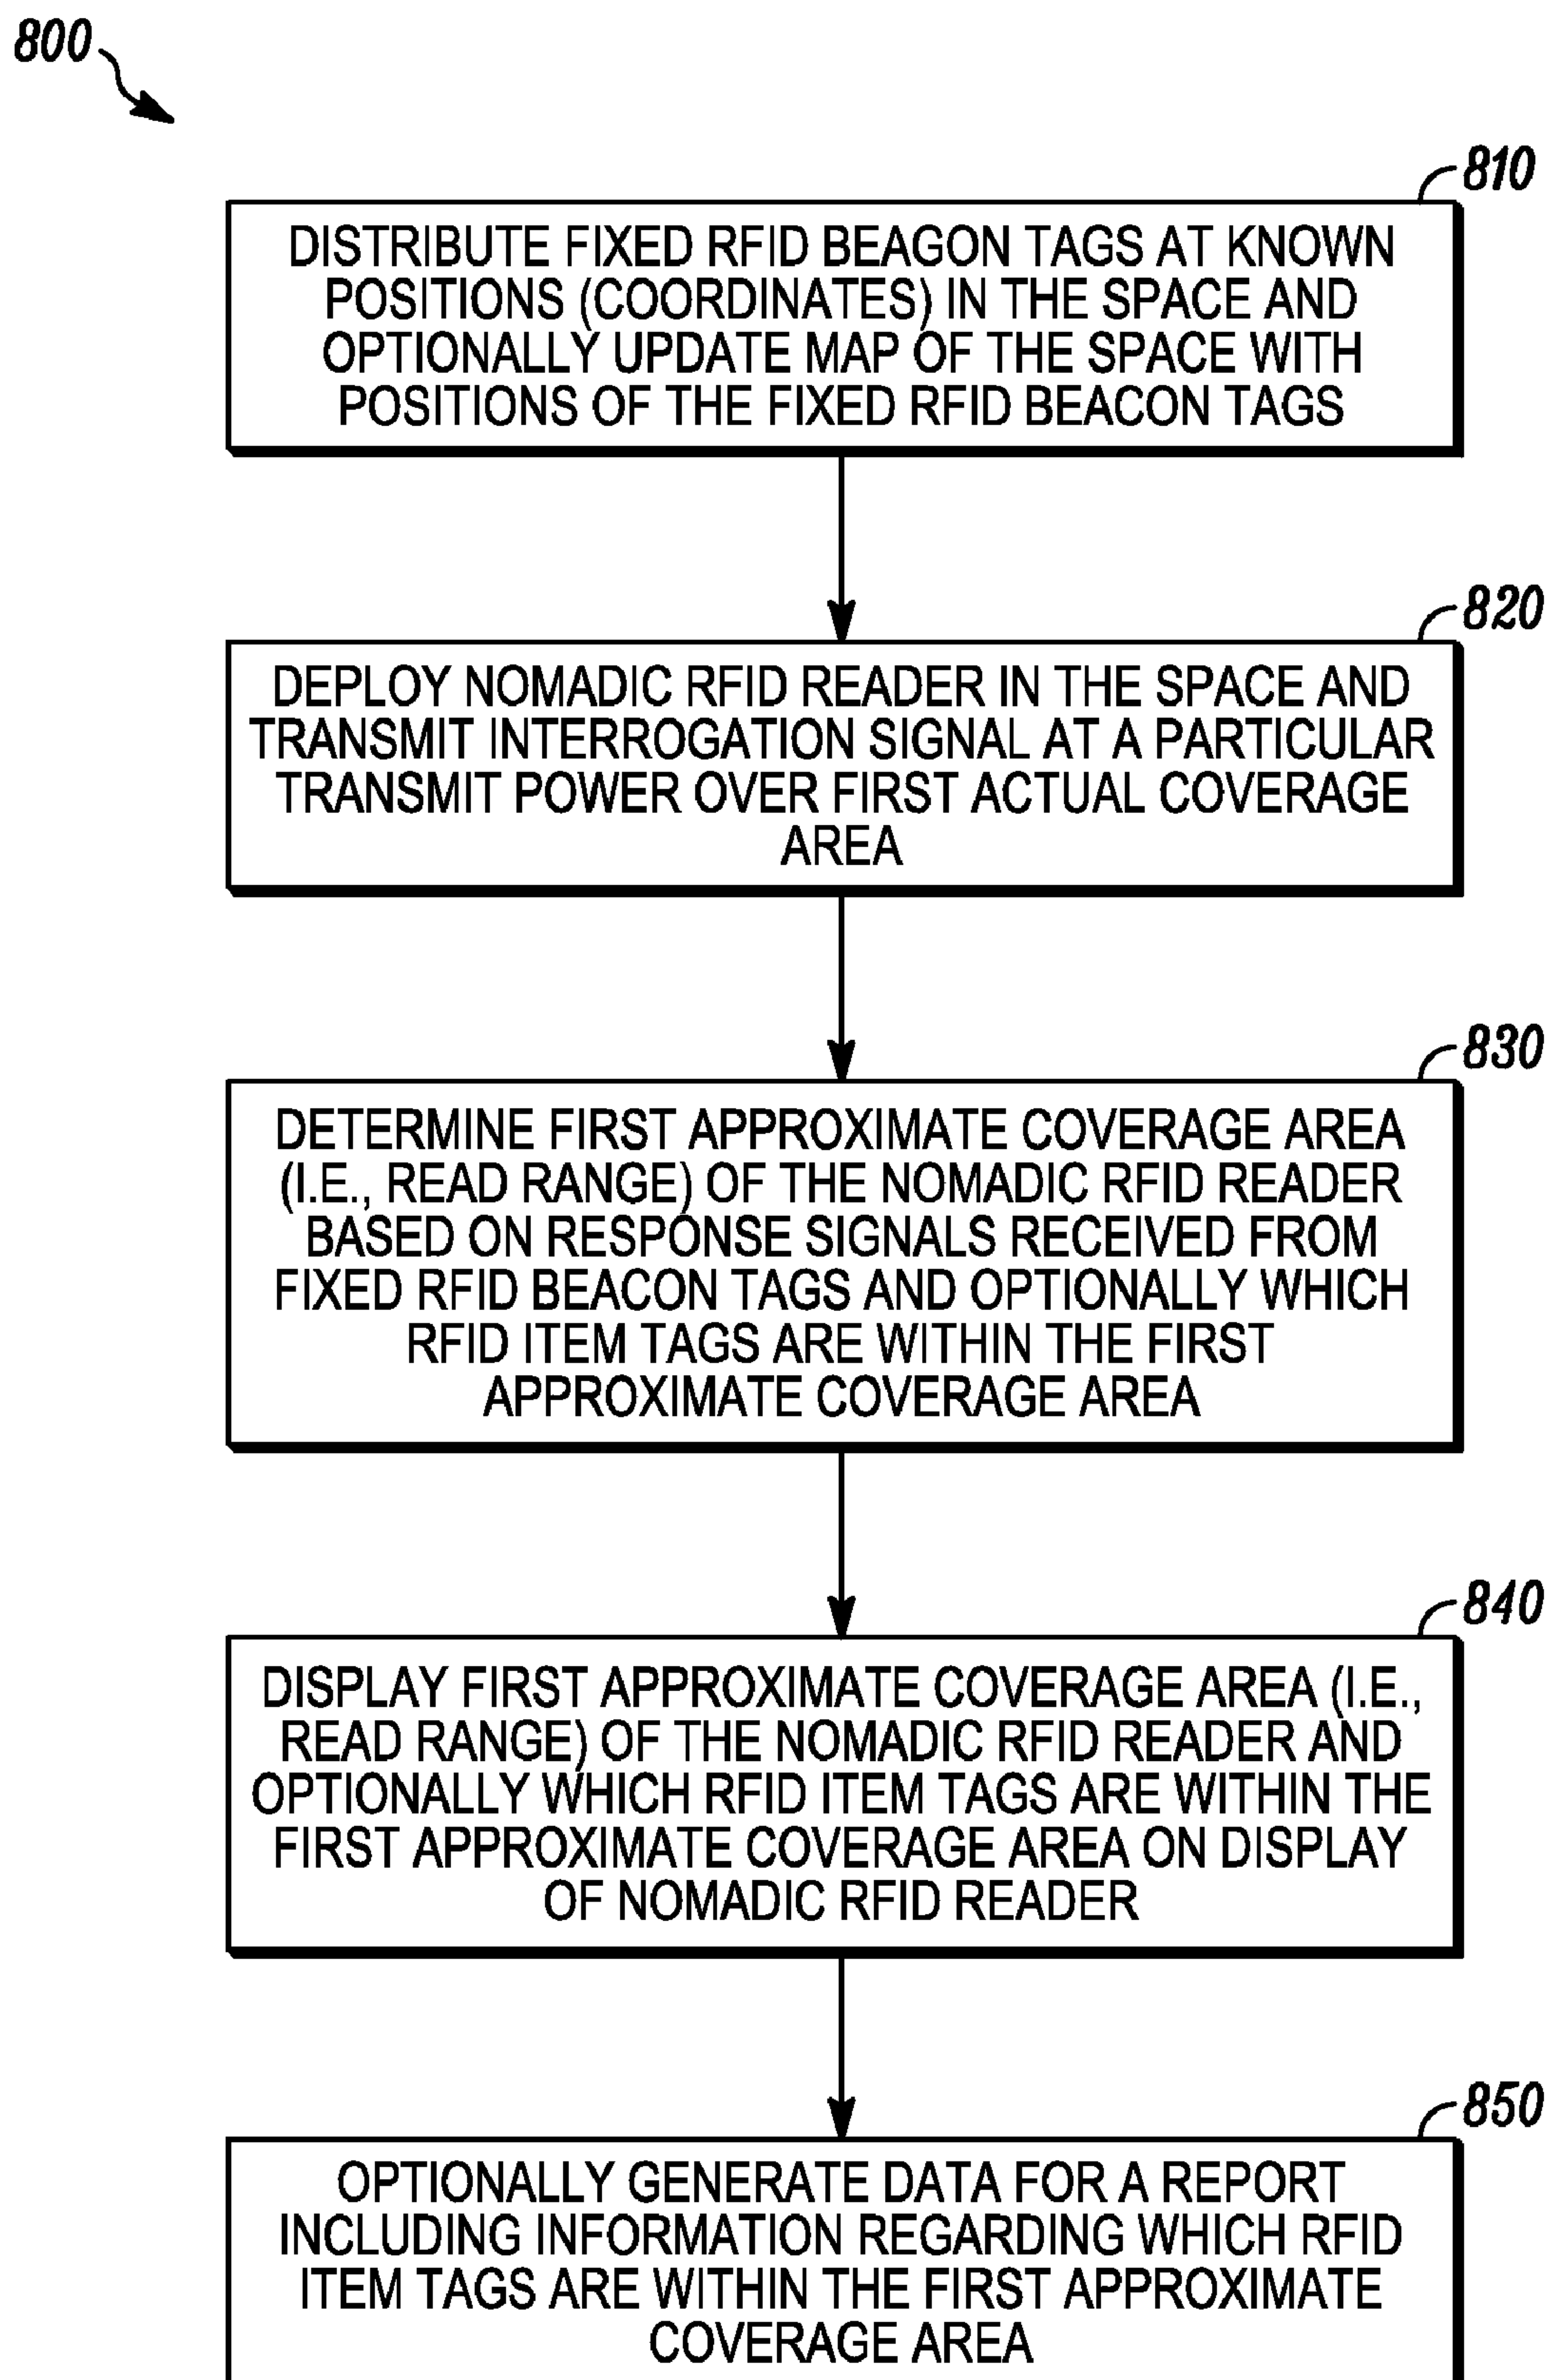 800
810
DISTRIBUTE FIXED RFID BEAGON TAGS AT KNOWN
POSITIONS (COORDINATES) IN THE SPACE AND
OPTIONALLY UPDATE MAP OF THE SPACE WITH
POSITIONS OF THE FIXED RFID BEACON TAGS
820
DEPLOY NOMADIC RFID READER IN THE SPACE AND
TRANSMIT INTERROGATION SIGNAL AT A PARTICULAR
TRANSMIT POWER OVER FIRST ACTUAL COVERAGE
AREA
830
DETERMINE FIRST APPROXIMATE COVERAGE AREA
(I.E., READ RANGE) OF THE NOMADIC RFID READER
BASED ON RESPONSE SIGNALS RECEIVED FROM
FIXED RFID BEACON TAGS AND OPTIONALLY WHICH
RFID ITEM TAGS ARE WITHIN THE FIRST
APPROXIMATE COVERAGE AREA
840
DISPLAY FIRST APPROXIMATE COVERAGE AREA (I.E.,
READ RANGE) OF THE NOMADIC RFID READER AND
OPTIONALLY WHICH RFID ITEM TAGS ARE WITHIN THE
FIRST APPROXIMATE COVERAGE AREA ON DISPLAY
OF NOMADIC RFID READER
850
OPTIONALLY GENERATE DATA FOR A REPORT
INCLUDING INFORMATION REGARDING WHICH RFID
ITEM TAGS ARE WITHIN THE FIRST APPROXIMATE
COVERAGE AREA